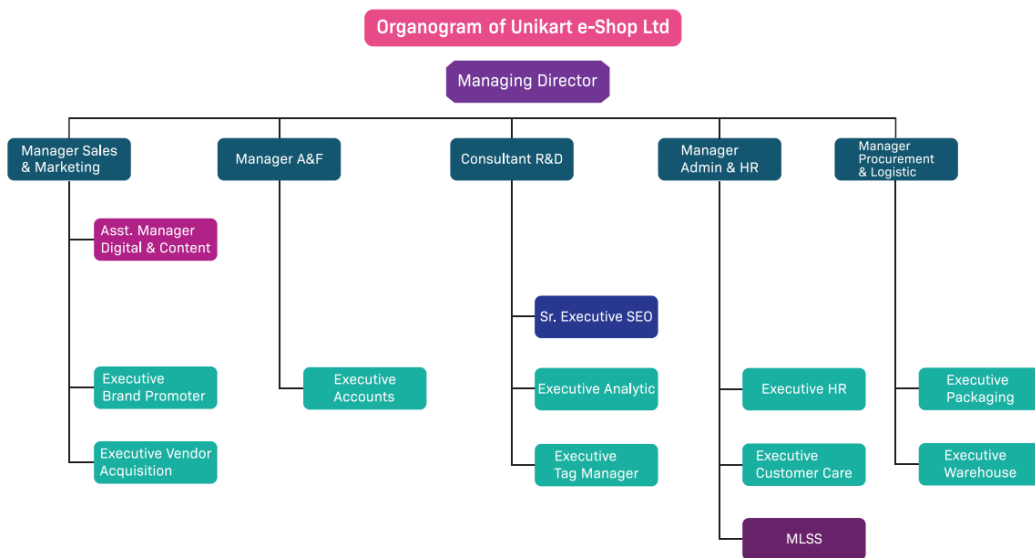 Organogram of Unikart e-Shop Ltd
Managing Director
Manager Sales
& Marketing
Manager A&F
Consultant R&D
Manager
Admin & HR
Manager
Procurement
& Logistic
Asst. Manager
Digital & Content
Sr. Executive SEO
Executive
Brand Promoter
Executive
Accounts
Executive Analytic
Executive HR
Executive
Packaging
Executive Vendor
Acquisition
Executive
Tag Manager
Executive
Customer Care
Executive
Warehouse
MLSS